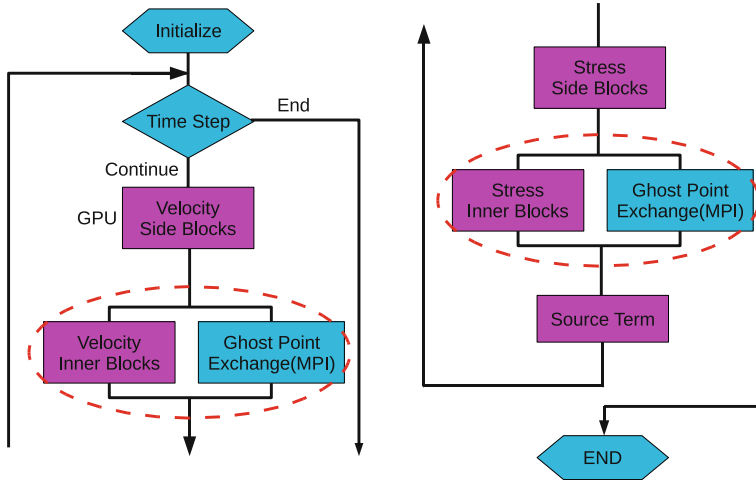 Initialize
Time Step
End
Continue
GPU
Velocity
Side Blocks
Velocity
Inner Blocks
Ghost Point
Exchange(MPI)
Stress
Side Blocks
Stress
Inner Blocks
Ghost Point
Exchange(MPI)
Source Term
END